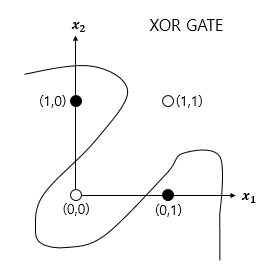 x₂ XOR GATE
(1,0) (1,1)
x₁
(0,0) (0,1)